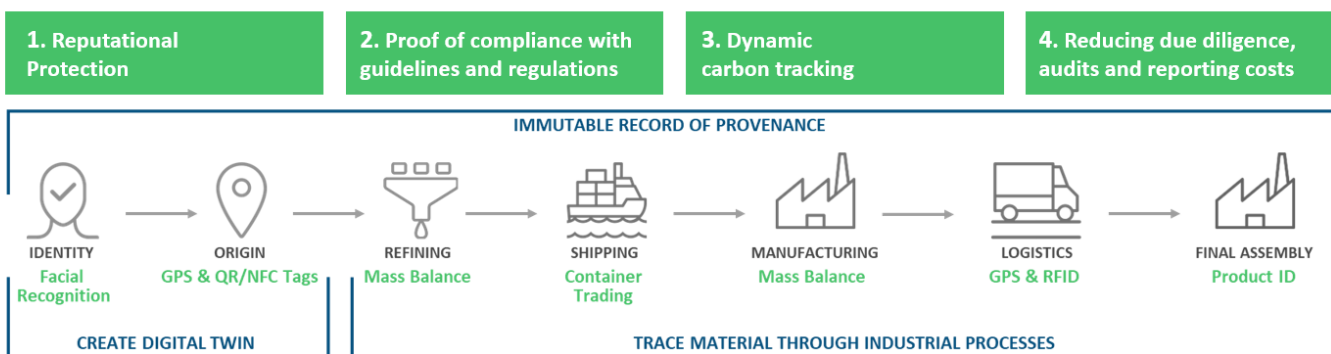 1. Reputational
Protection
2. Proof of compliance with
guidelines and regulations
3. Dynamic
carbon tracking
4. Reducing due diligence,
audits and reporting costs
IMMUTABLE RECORD OF PROVENANCE
IDENTITY
Facial
Recognition
ORIGIN
GPS & QR/NFC Tags
REFINING
Mass Balance
SHIPPING
Container
Trading
MANUFACTURING
Mass Balance
LOGISTICS
GPS & RFID
FINAL ASSEMBLY
Product ID
CREATE DIGITAL TWIN
TRACE MATERIAL THROUGH INDUSTRIAL PROCESSES